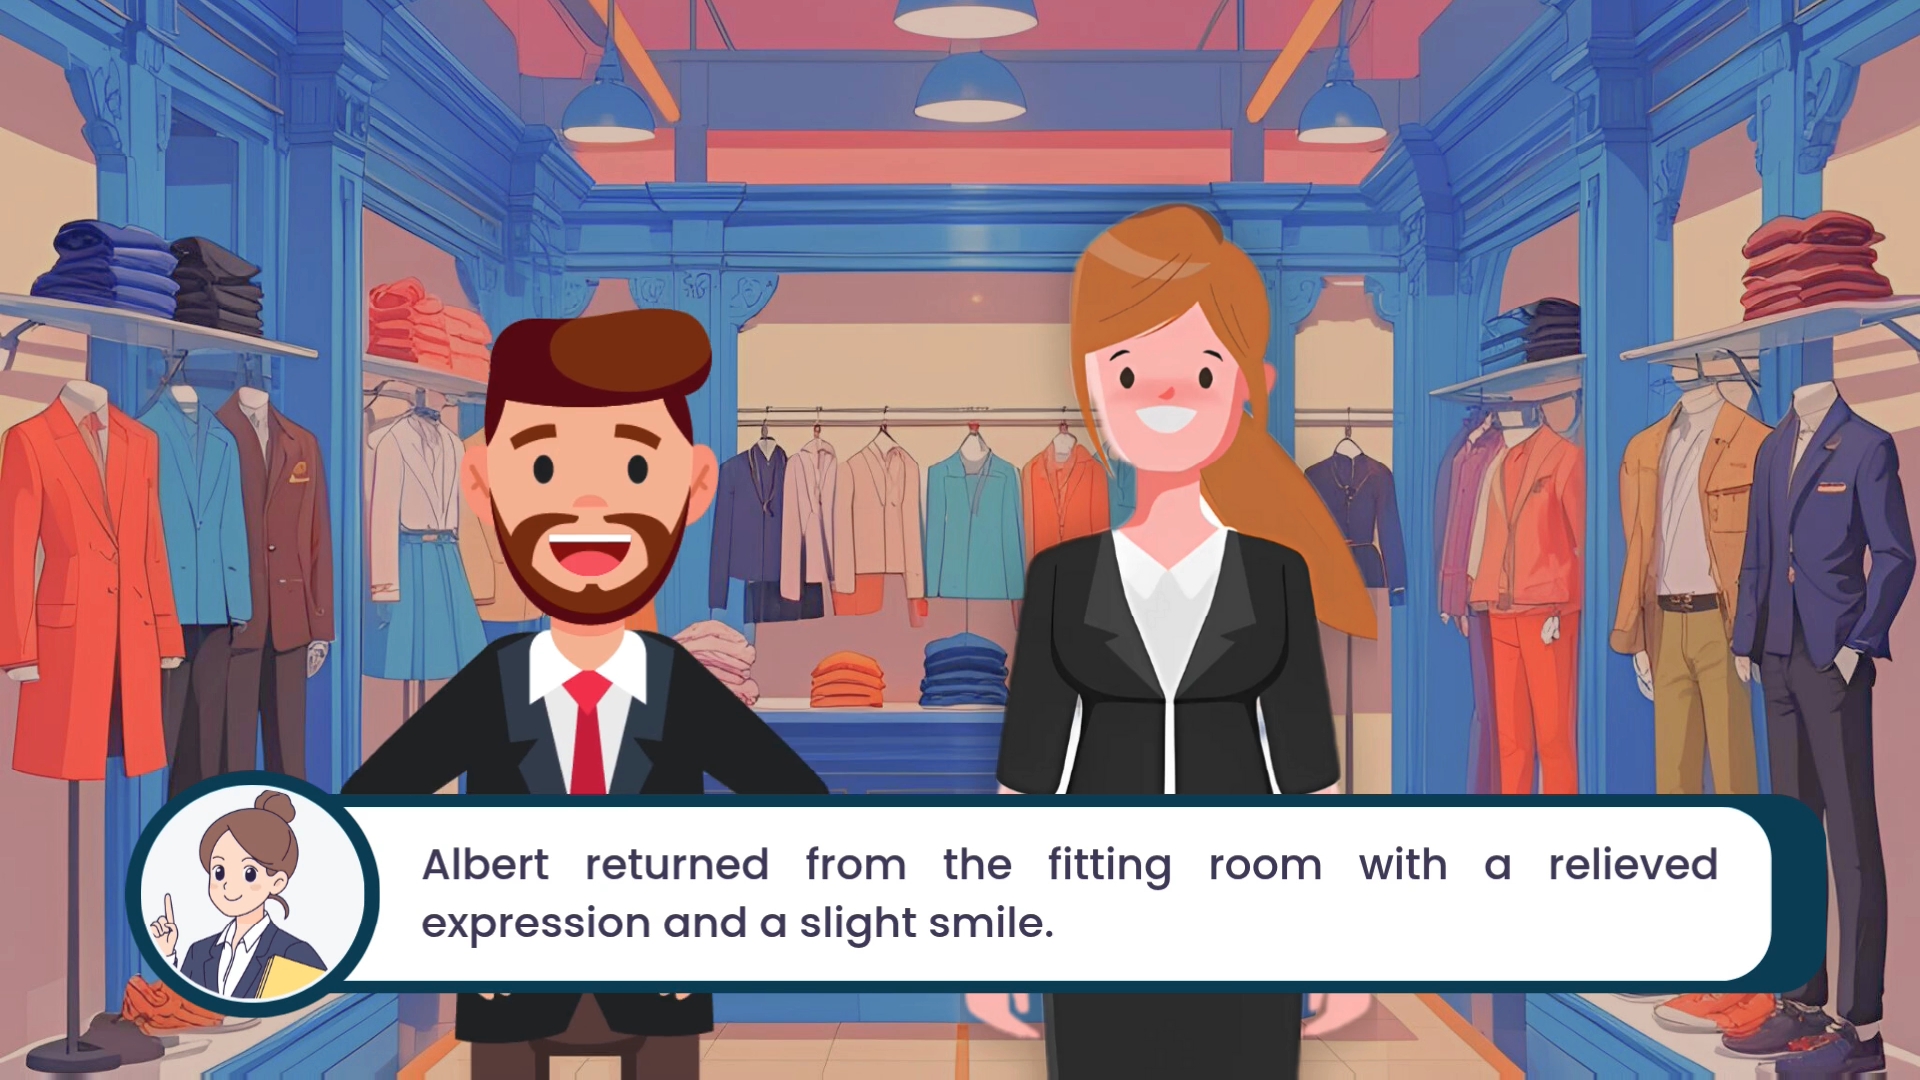 Albert returned from the fitting room with a relieved
expression and a slight smile.